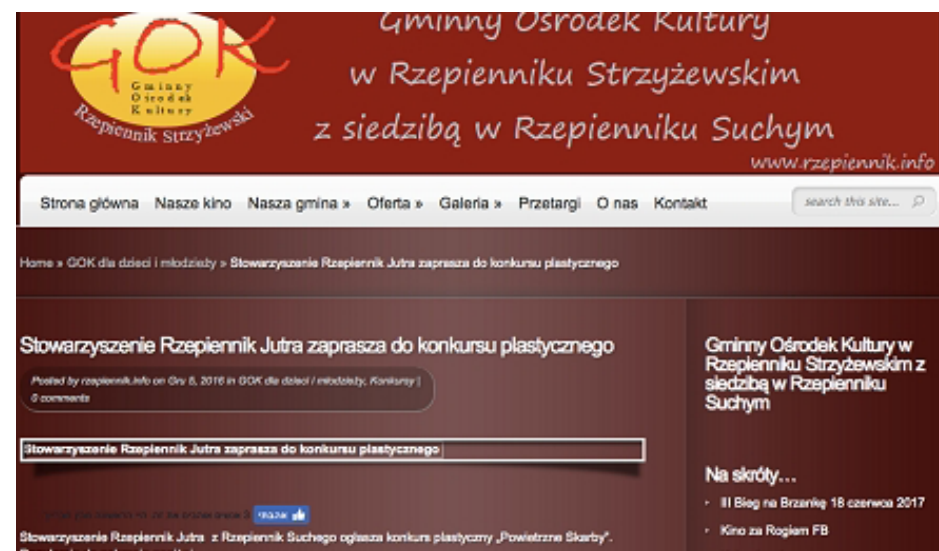 GOK
Gminny
Ośrodek
Kultury
Rzepiennik Strzyżewski
Gminny Ośrodek Kultury
w Rzepienniku Strzyżewskim
z siedzibą w Rzepienniku Suchym
www.rzepiennik.info
Strona główna Nasze kino Nasza gmina » Oferta » Galeria » Przetargi O nas Kontakt
search this site...
Home » GOK dla dzieci i młodzieży » Stowarzyszenie Rzepiennik Jutra zaprasza do konkursu plastycznego
Stowarzyszenie Rzepiennik Jutra zaprasza do konkursu plastycznego
Posted by rzepiennik.info on Gru 5, 2016 in GOK dla dzieci i młodzieży, Konkursy |
0 comments
Stowarzyszenie Rzepiennik Jutra zaprasza do konkursu plastycznego
Stowarzyszenie Rzepiennik Jutra z Rzepiennik Suchego ogłasza konkurs plastyczny „Powietrzne Skarby".
Gminny Ośrodek Kultury w
Rzepienniku Strzyżewskim z
siedzibą w Rzepienniku
Suchym
Na skróty...
III Bieg na Brzankę 18 czerwca 2017
Kino za Rogiem FB